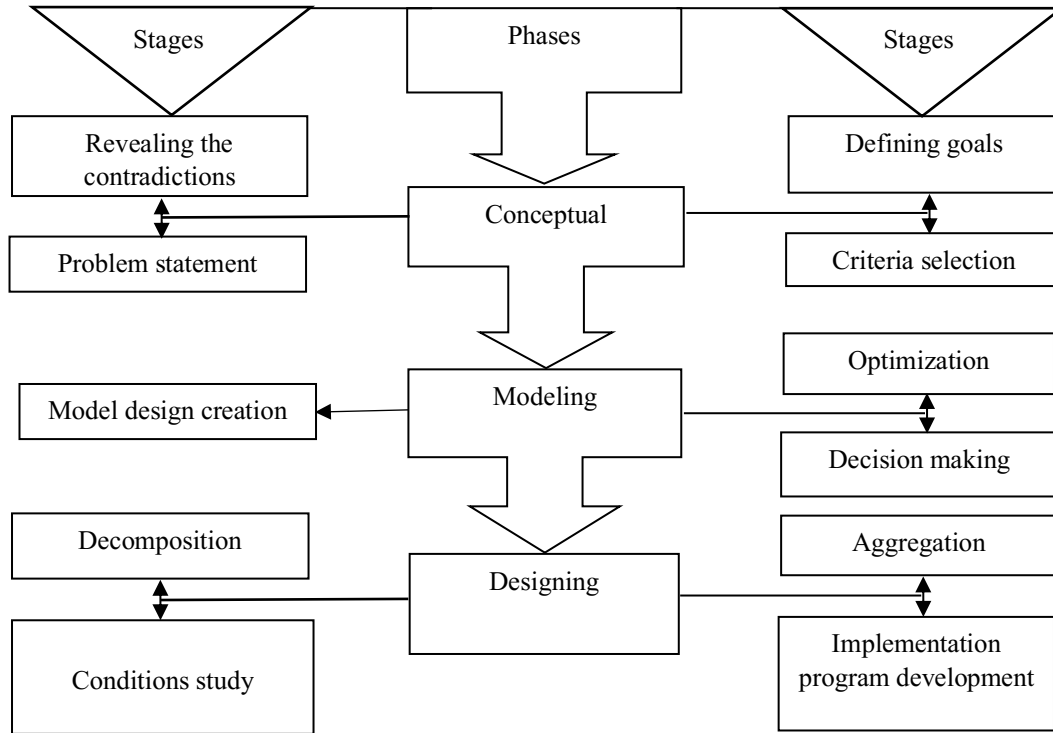 Stages
Phases
Stages
Revealing the
contradictions
Defining goals
Conceptual
Problem statement
Criteria selection
Optimization
Model design creation
Modeling
Decision making
Decomposition
Aggregation
Designing
Conditions study
Implementation
program development